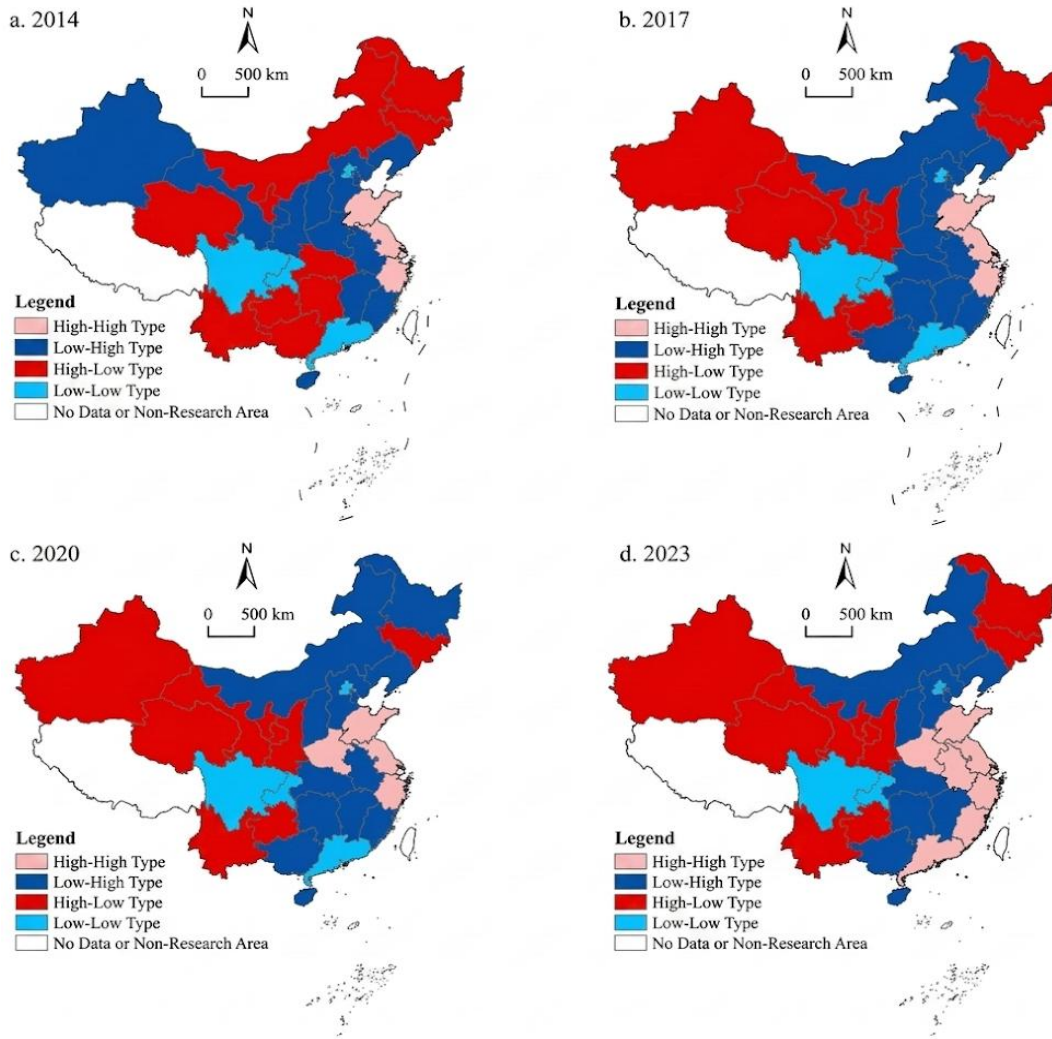 a. 2014
N
0 500 km
Legend
High-High Type
Low-High Type
High-Low Type
Low-Low Type
No Data or Non-Research Area
b. 2017
N
0 500 km
Legend
High-High Type
Low-High Type
High-Low Type
Low-Low Type
No Data or Non-Research Area
c. 2020
N
0 500 km
Legend
High-High Type
Low-High Type
High-Low Type
Low-Low Type
No Data or Non-Research Area
d. 2023
N
0 500 km
Legend
High-High Type
Low-High Type
High-Low Type
Low-Low Type
No Data or Non-Research Area